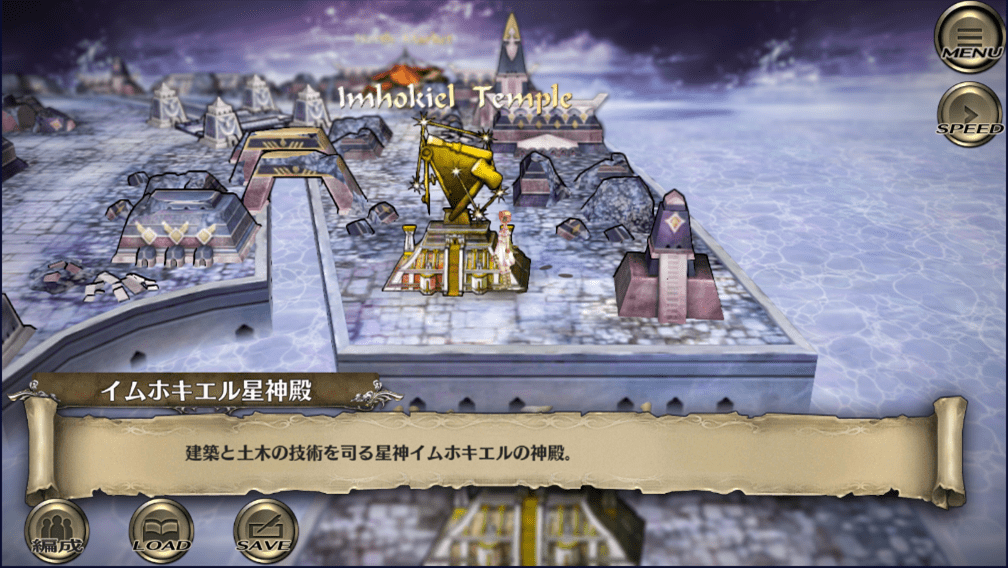 MENU
SPEED
Imhokiel Temple
イムホキエル星神殿
建築と土木の技術を司る星神イムホキエルの神殿。
編成
LOAD
SAVE